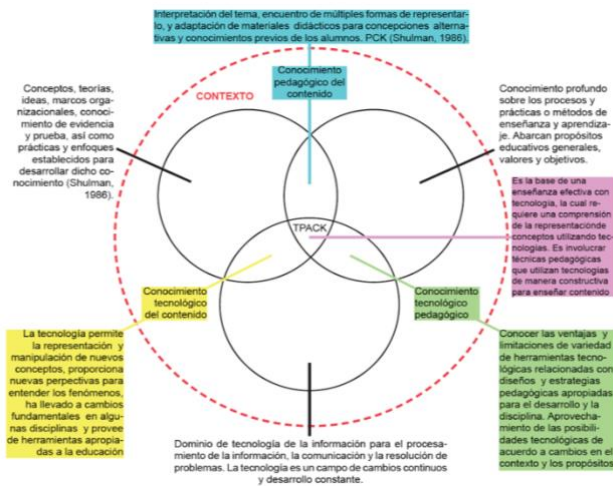 Interpretación del tema, encuentro de múltiples formas de representar-
lo, y adaptación de materiales didácticos para concepciones alterna-
tivas y conocimientos previos de los alumnos. PCK (Shulman, 1986).
Conocimiento
pedagógico del
contenido
CONTEXTO
Conceptos, teorías,
ideas, marcos orga-
nizacionales, conoci-
miento de evidencia
y prueba, así como
prácticas y enfoques
establecidos para
desarrollar dicho co-
nocimiento (Shulman,
1986).
Conocimiento profundo
sobre los procesos y
prácticas o métodos de
enseñanza y aprendiza-
je. Abarcan propósitos
educativos generales,
valores y objetivos.
Es la base de una
enseñanza efectiva con
tecnología, la cual re-
quiere una comprensión
de la representaciónde
conceptos utilizando tec-
nologías. Es involucrar
técnicas pedagógicas
que utilizan tecnologías
de manera constructiva
para enseñar contenido
TPACK
Conocimiento
tecnológico
del contenido
Conocimiento
tecnológico
pedagógico
La tecnología permite
la representación y
manipulación de nuevos
conceptos, proporciona
nuevas perpectivas para
entender los fenómenos,
ha llevado a cambios
fundamentales en algu-
nas disciplinas y provee
de herramientas apropia-
das a la educación
Conocer las ventajas y
limitaciones de variedad
de herramientas tecno-
lógicas relacionadas con
diseños y estrategias
pedagógicas apropiadas
para el desarrollo y la
disciplina. Aprovecha-
miento de las posibili-
dades tecnológicas de
acuerdo a cambios en el
contexto y los propósitos
Dominio de tecnología de la información para el procesa-
miento de la información, la comunicación y la resolución de
problemas. La tecnología es un campo de cambios continuos
y desarrollo constante.